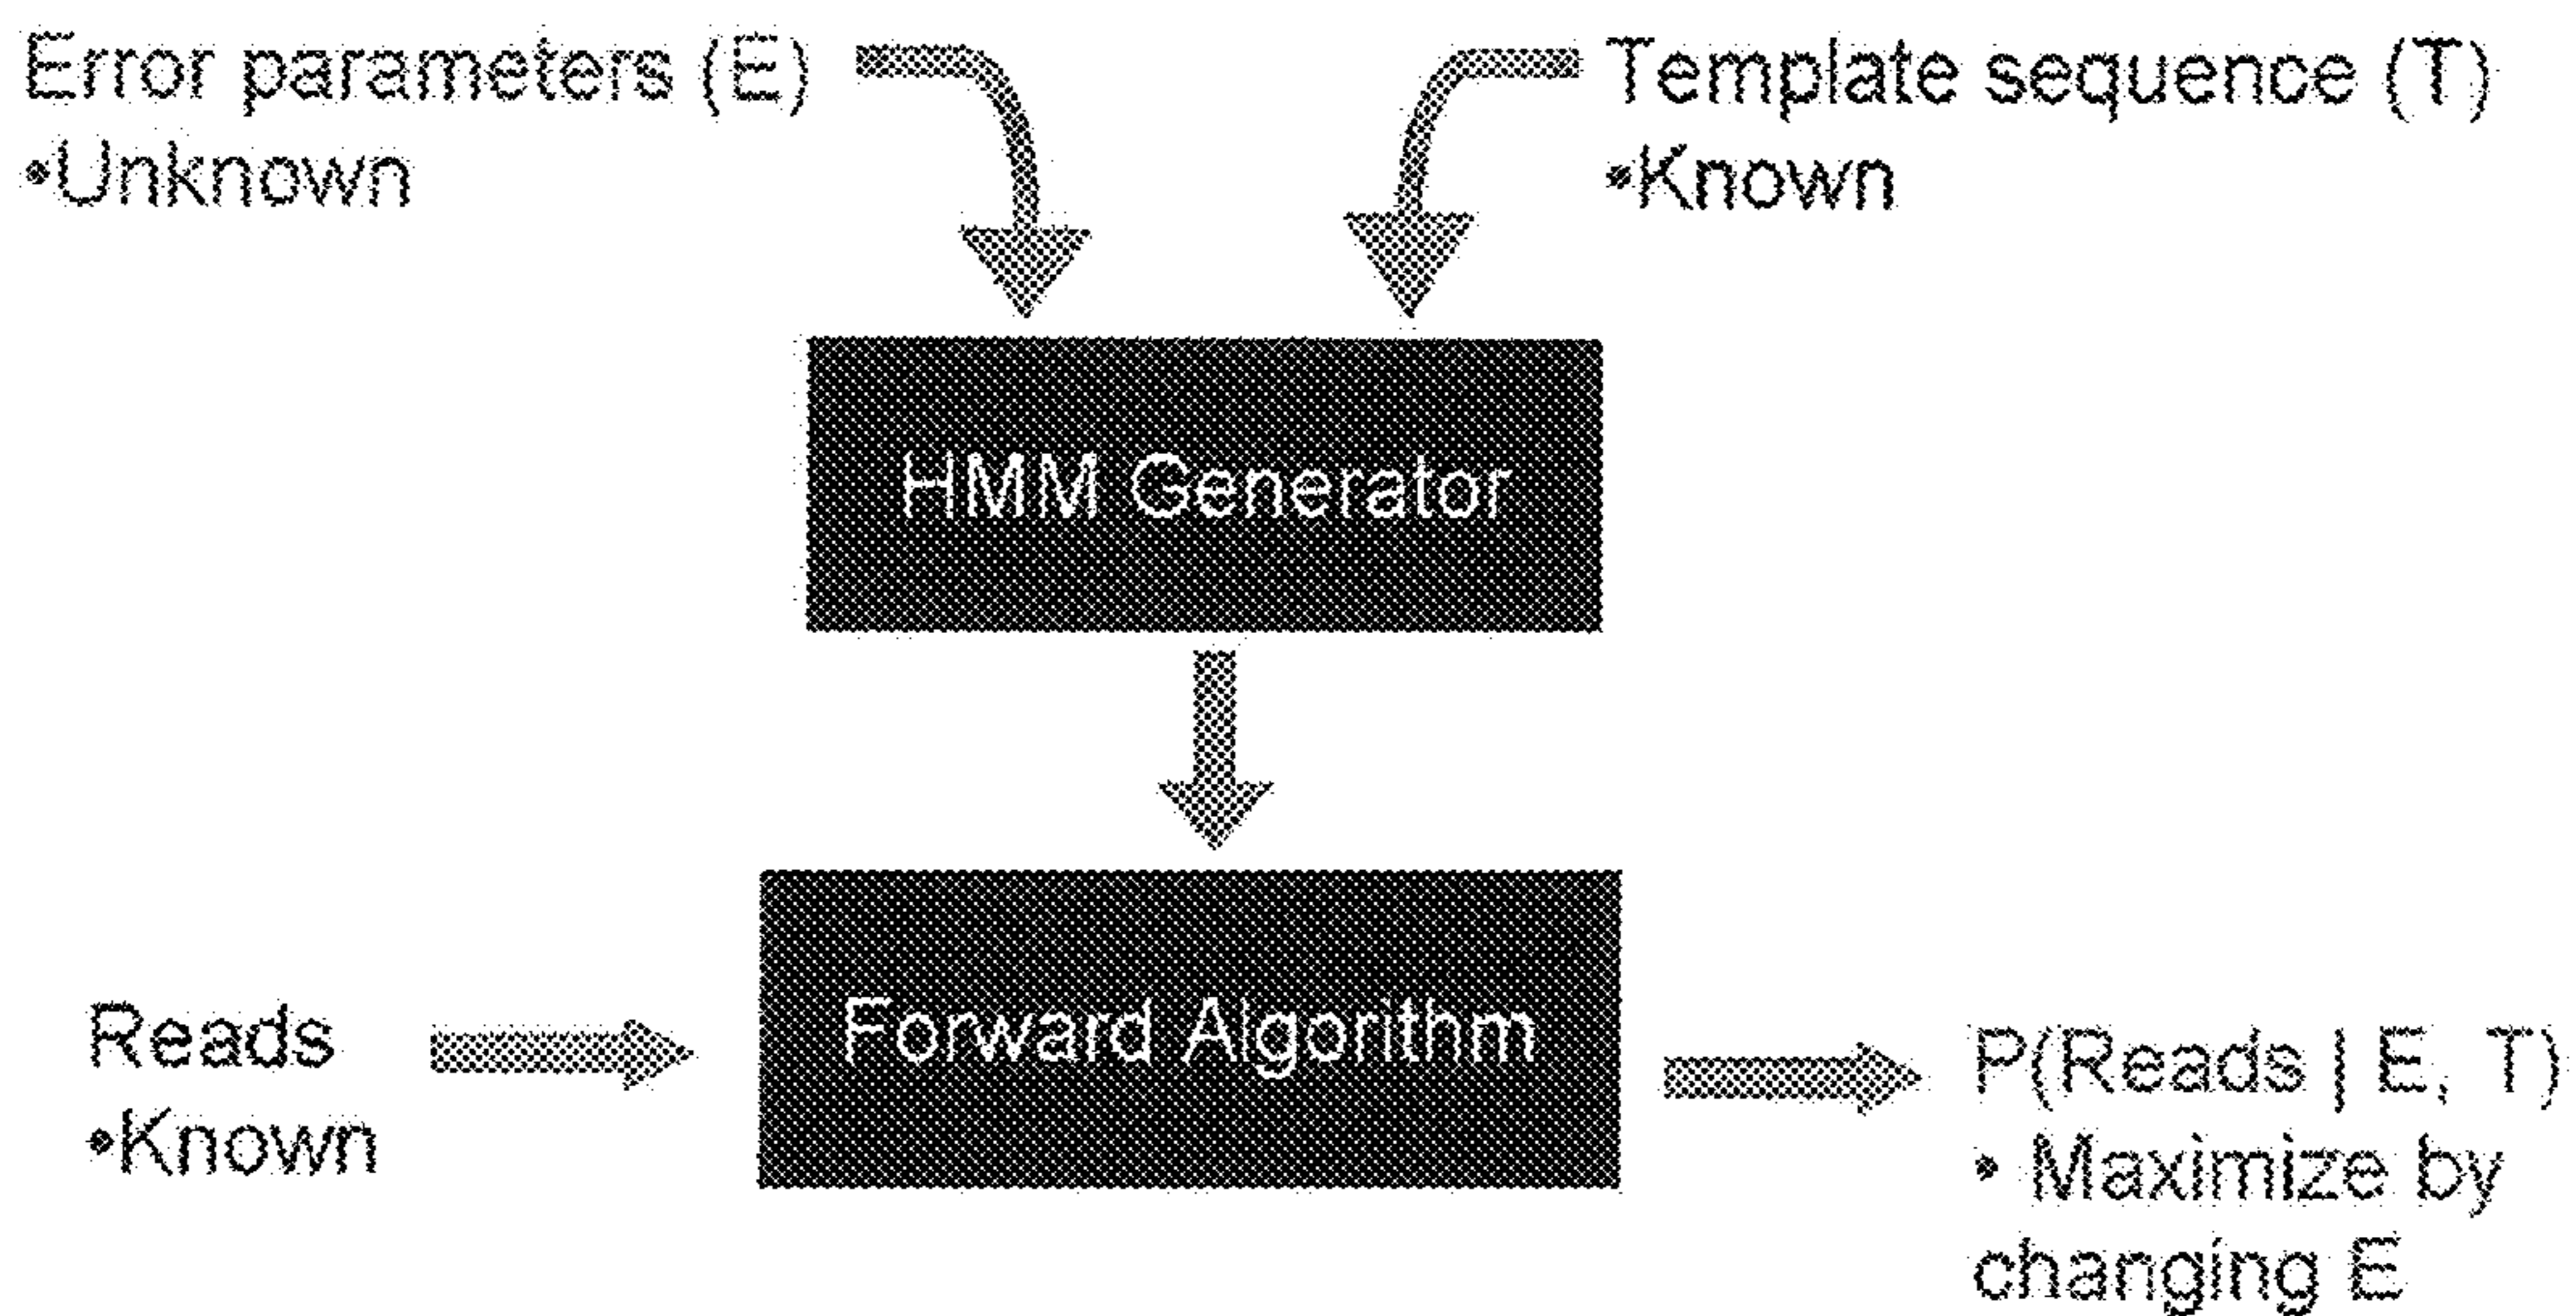 Error parameters (E)
•Unknown
Template sequence (T)
•Known
HMM Generator
Forward Algorithm
Reads
•Known
P(Reads | E, T)
• Maximize by
changing E